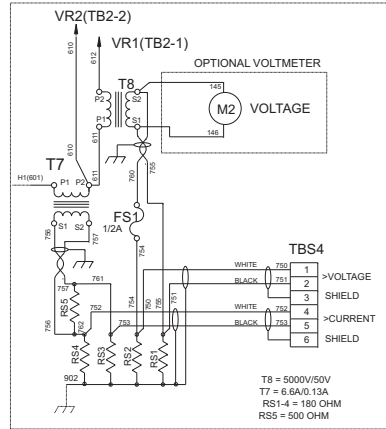 VR2(TB2-2)
VR1(TB2-1)
610
612
OPTIONAL VOLTMETER
T8
P2
S2
145
M2
VOLTAGE
P1
S1
146
610
611
T7
760
755
H1(601)
P1
P2
611
FS1
1/2A
S1
S2
756
757
754
TBS4
761
WHITE
750
1
>VOLTAGE
BLACK
751
2
757
RS5
754
750
755
751
3
SHIELD
752
WHITE
752
4
>CURRENT
753
BLACK
753
5
756
762
6
SHIELD
RS4
RS3
RS2
RS1
902
T8 = 5000V/50V
T7 = 6.6A/0.13A
RS1-4 = 180 OHM
RS5 = 500 OHM